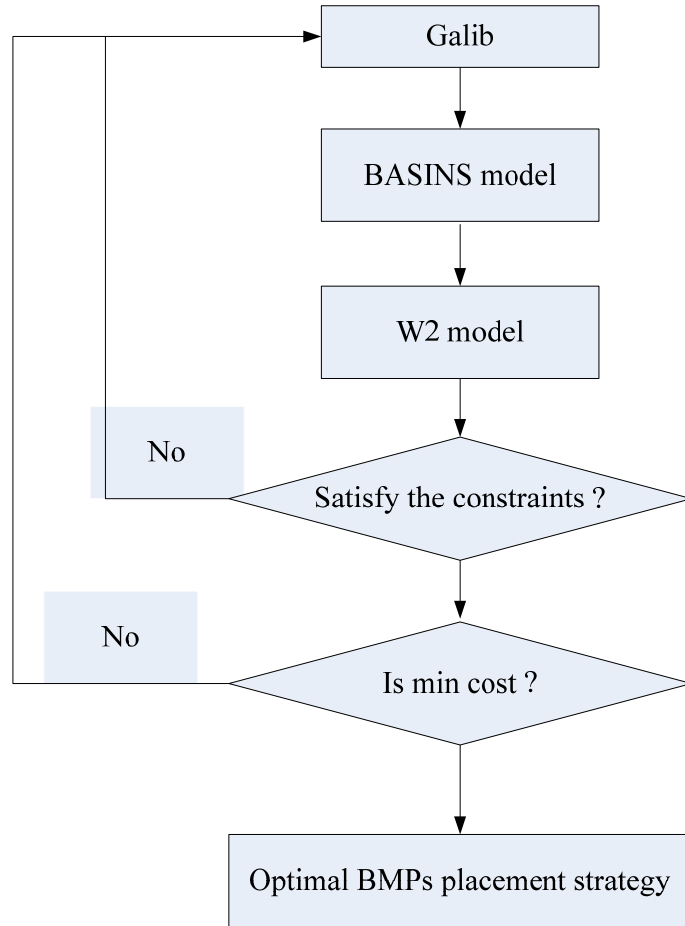 Galib
BASINS model
W2 model
No
Satisfy the constraints ?
No
Is min cost ?
Optimal BMPs placement strategy